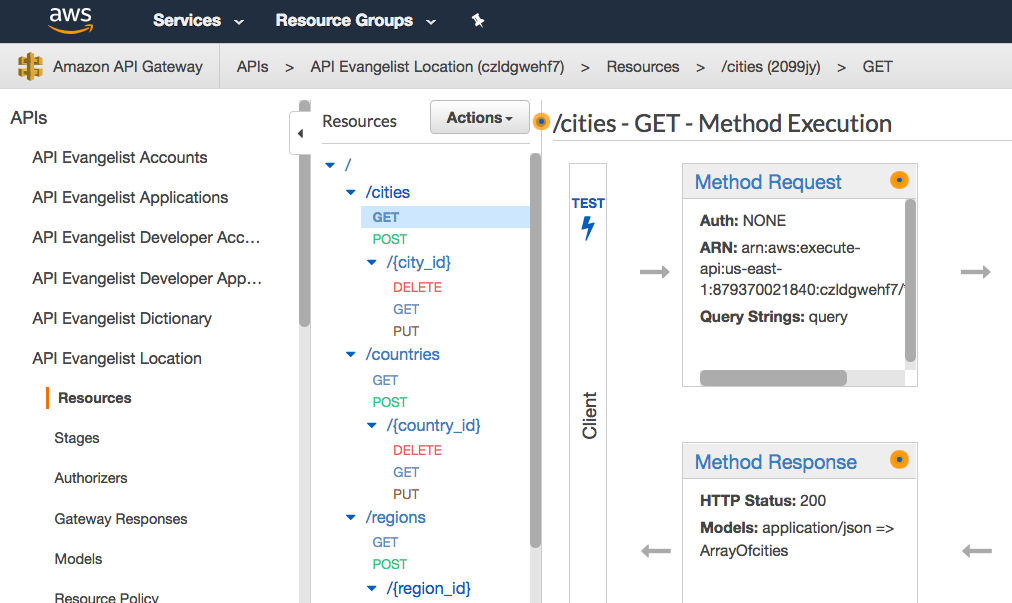 aws
Services
Resource Groups
Amazon API Gateway
APIs > API Evangelist Location (czldgwehf7) > Resources > /cities (2099jy) > GET
APIs
API Evangelist Accounts
API Evangelist Applications
API Evangelist Developer Acc...
API Evangelist Developer App...
API Evangelist Dictionary
API Evangelist Location
Resources
Stages
Authorizers
Gateway Responses
Models
Resource Policy
Resources
Actions
/
/cities
GET
POST
/{city_id}
DELETE
GET
PUT
/countries
GET
POST
/{country_id}
DELETE
GET
PUT
/regions
GET
POST
/{region_id}
/cities - GET - Method Execution
TEST
Client
Method Request
Auth: NONE
ARN: arn:aws:execute-
api:us-east-
1:879370021840:czldgwehf7/
Query Strings: query
Method Response
HTTP Status: 200
Models: application/json =>
ArrayOfcities